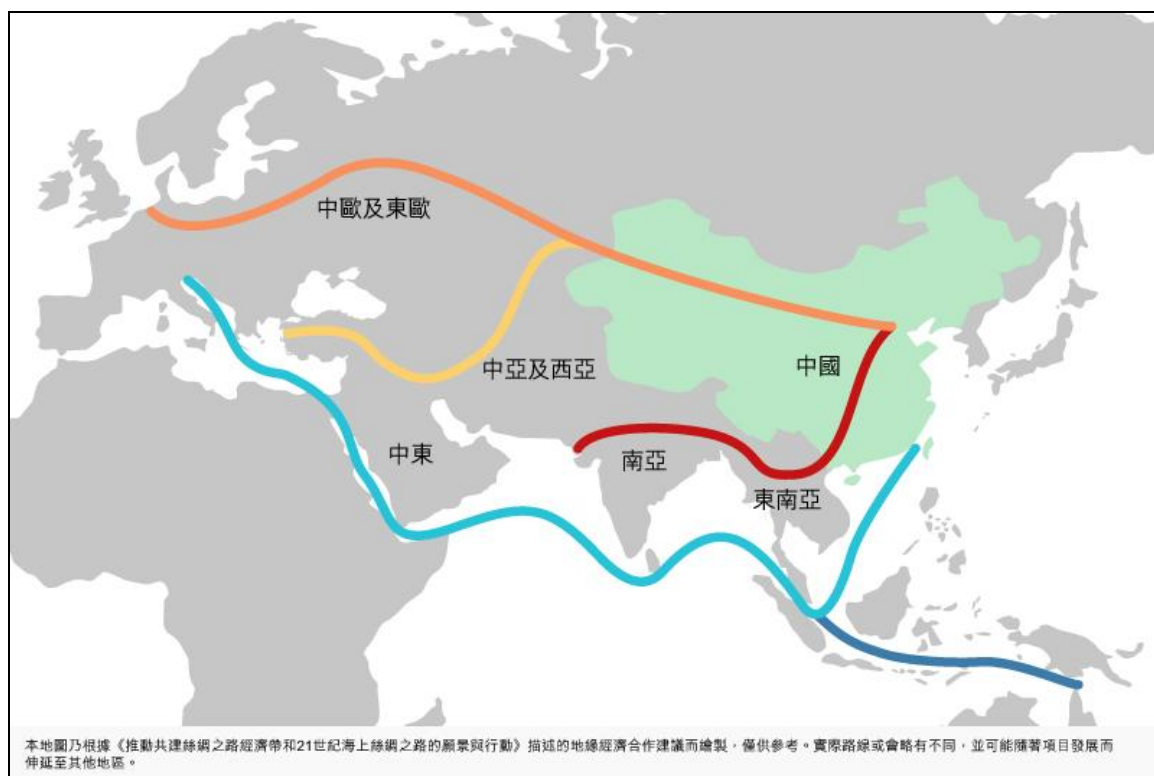 中歐及東歐
中亞及西亞
中國
中東
南亞
東南亞
本地圖乃根據《推動共建絲綢之路經濟帶和21世紀海上絲綢之路的願景與行動》描述的地緣經濟合作建議而繪製，僅供參考。實際路線或會略有不同，並可能隨著項目發展而
伸延至其他地區。